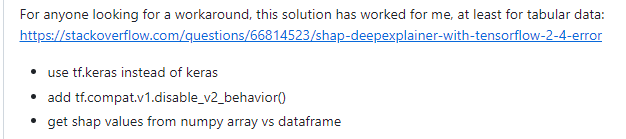 For anyone looking for a workaround, this solution has worked for me, at least for tabular data:
https://stackoverflow.com/questions/66814523/shap-deepexplainer-with-tensorflow-2-4-error
• use tf.keras instead of keras
• add tf.compat.v1.disable_v2_behavior()
• get shap values from numpy array vs dataframe